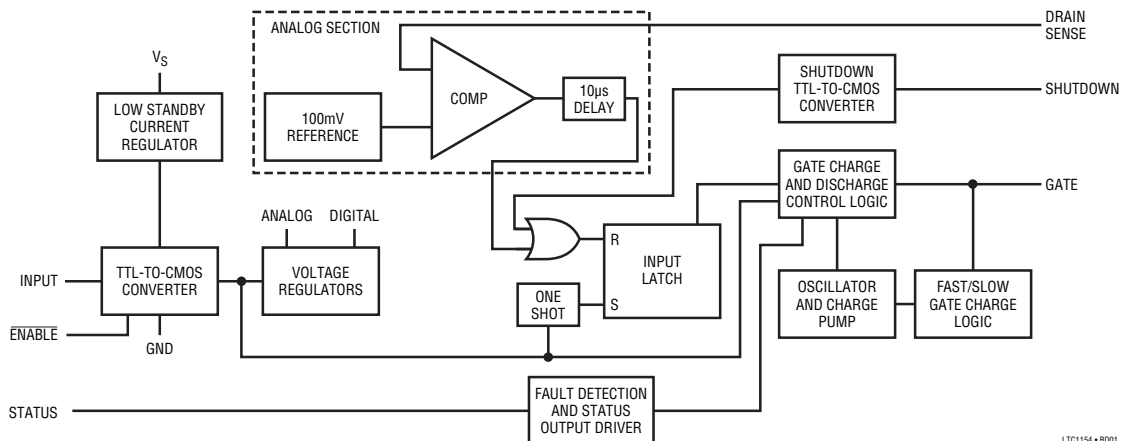 ANALOG SECTION
DRAIN
SENSE
V_S
LOW STANDBY
CURRENT
REGULATOR
100mV
REFERENCE
COMP
10µs
DELAY
SHUTDOWN
TTL-TO-CMOS
CONVERTER
SHUTDOWN
GATE CHARGE
AND DISCHARGE
CONTROL LOGIC
GATE
ANALOG
DIGITAL
INPUT
TTL-TO-CMOS
CONVERTER
VOLTAGE
REGULATORS
R
INPUT
LATCH
S
ONE
SHOT
OSCILLATOR
AND CHARGE
PUMP
FAST/SLOW
GATE CHARGE
LOGIC
ENABLE
GND
STATUS
FAULT DETECTION
AND STATUS
OUTPUT DRIVER
LTC1154 • BD01